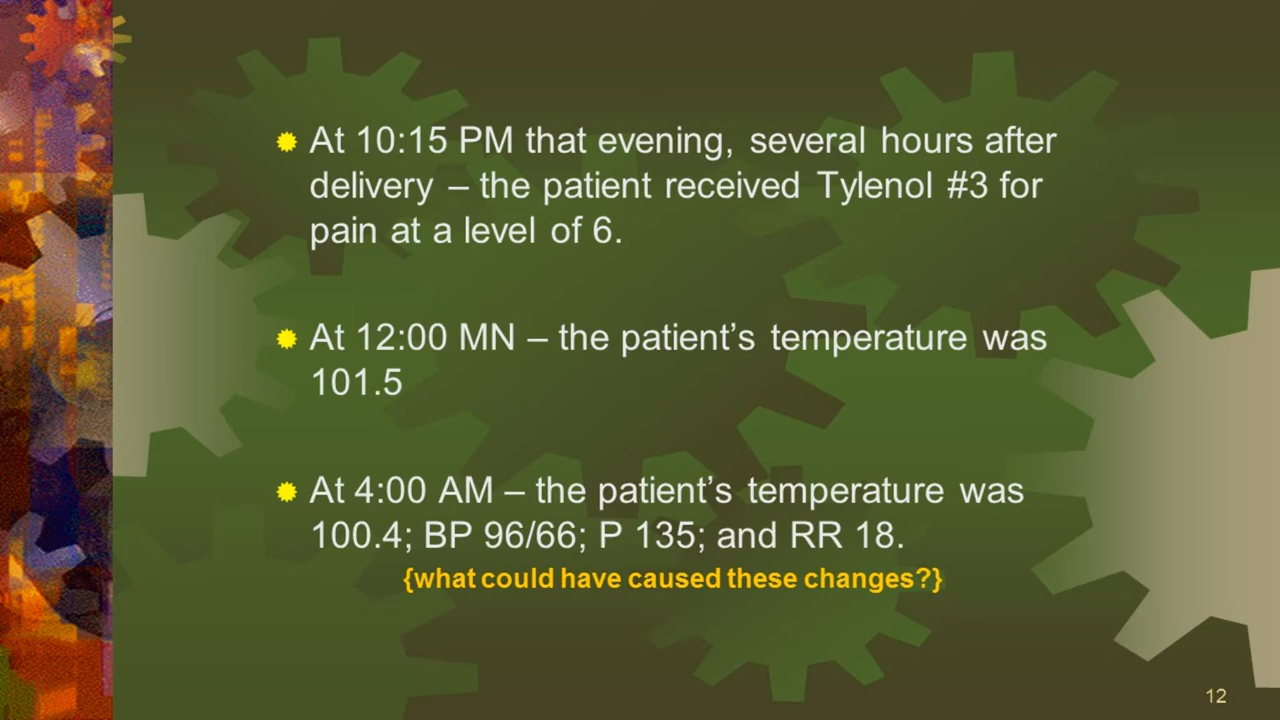 At 10:15 PM that evening, several hours after
delivery – the patient received Tylenol #3 for
pain at a level of 6.
At 12:00 MN – the patient’s temperature was
101.5
At 4:00 AM – the patient’s temperature was
100.4; BP 96/66; P 135; and RR 18.
{what could have caused these changes?}
12